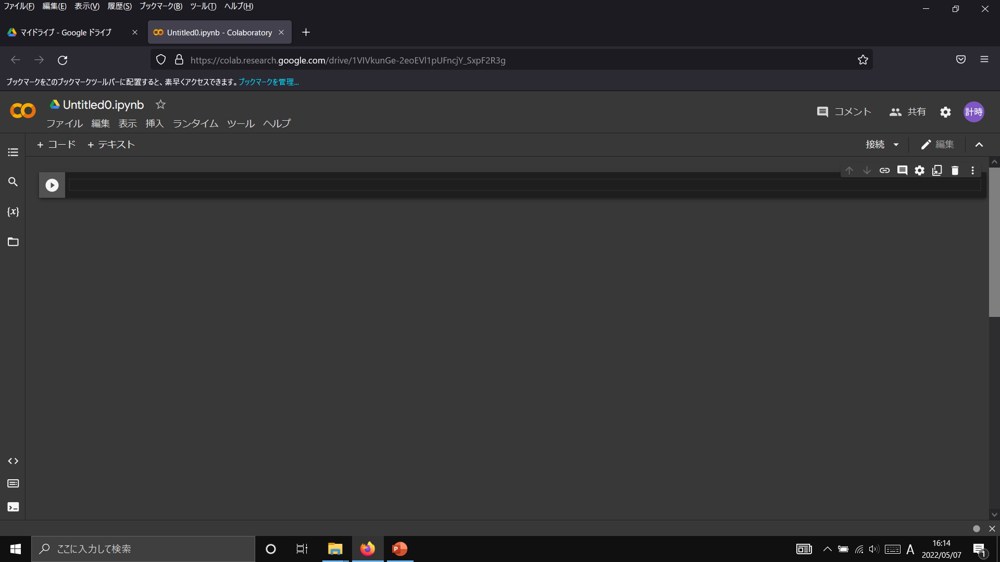 ファイル(F) 編集(E) 表示(V) 履歴(S) ブックマーク(B) ツール(T) ヘルプ(H)
マイドライブ - Google ドライブ
Untitled0.ipynb - Colaboratory
https://colab.research.google.com/drive/1VIVkunGe-2eoEVl1pUFncjY_SxpF2R3g
ブックマークをこのブックマークツールバーに配置すると、素早くアクセスできます。ブックマークを管理...
Untitled0.ipynb
コメント 共有 計時
ファイル 編集 表示 挿入 ランタイム ツール ヘルプ
+ コード + テキスト 接続 編集
{x}
ここに入力して検索
P
A
16:14
2022/05/07
1